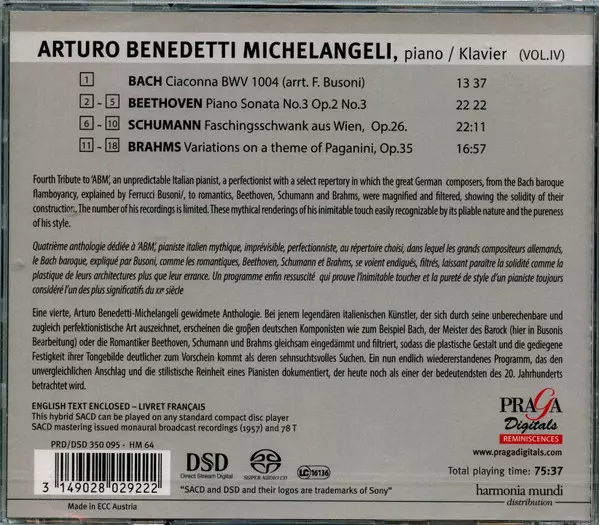 ARTURO BENEDETTI MICHELANGELI, piano / Klavier (VOL.IV)
1 BACH Ciaconna BWV 1004 (arrt. F. Busoni) 13 37
2 - 5 BEETHOVEN Piano Sonata No.3 Op.2 No.3 22 22
6 - 10 SCHUMANN Faschingsschwank aus Wien, Op.26. 22:11
11 - 18 BRAHMS Variations on a theme of Paganini, Op.35 16:57
Fourth Tribute to 'ABM', an unpredictable Italian pianist, a perfectionist with a select repertory in which the great German composers, from the Bach baroque
flamboyancy, explained by Ferrucci Busoni/, to romantics, Beethoven, Schumann and Brahms, were magnified and filtered, showing the solidity of their
construction. The number of his recordings is limited. These mythical renderings of his inimitable touch easily recognizable by its pliable nature and the pureness
of his style.
Quatrième anthologie dédiée à 'ABM', pianiste italien mythique, imprévisible, perfectionniste, au répertoire choisi, dans lequel les grands compositeurs allemands,
le Bach baroque, expliqué par Busoni, comme les romantiques, Beethoven, Schumann et Brahms, se voient endigués, filtrés, laissant paraître la solidité comme la
plastique de leurs architectures plus que leur errance. Un programme enfin ressuscité qui prouve l'inimitable toucher et la pureté de style d'un pianiste toujours
considéré l'un des plus significatifs du XXe siècle
Eine vierte, Arturo Benedetti-Michelangeli gewidmete Anthologie. Bei jenem legendären italienischen Künstler, der sich durch seine unberechenbare und
zugleich perfektionistische Art auszeichnet, erscheinen die großen deutschen Komponisten wie zum Beispiel Bach, der Meister des Barock (hier in Busonis
Bearbeitung) oder die Romantiker Beethoven, Schumann und Brahms gleichsam eingedämmt und filtriert, sodass die plastische Gestalt und die gediegene
Festigkeit ihrer Tongebilde deutlicher zum Vorschein kommt als deren sehnsuchtsvolles Suchen. Ein nun endlich wiedererstandenes Programm, das den
unvergleichlichen Anschlag und die stilistische Reinheit eines Pianisten dokumentiert, der heute noch als einer der bedeutendsten des 20. Jahrhunderts
betrachtet wird.
ENGLISH TEXT ENCLOSED – LIVRET FRANÇAIS
This hybrid SACD can be played on any standard compact disc player
SACD mastering issued monaural broadcast recordings (1957) and 78 T
PRAGA
Digitals
REMINISCENCES
www.pragadigitals.com
PRD/DSD 350 095 - HM 64
3 149028 029222
Made in ECC Austria
DSD
Direct Stream Digital
SUPER AUDIO CD
LC 16136
"SACD and DSD and their logos are trademarks of Sony"
Total playing time: 75:37
harmonia mundi
distribution